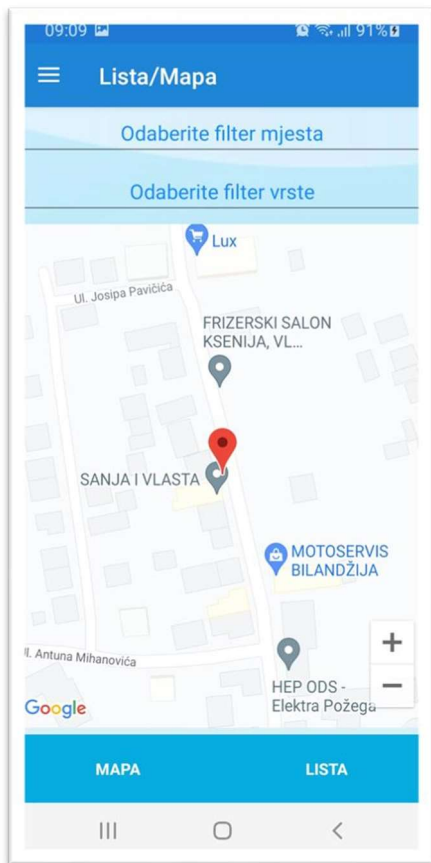 09:09 91%
Lista/Mapa
Odaberite filter mjesta
Odaberite filter vrste
Lux
Ul. Josipa Pavičića
FRIZERSKI SALON
KSENIJA, VL...
SANJA I VLASTA
MOTOSERVIS
BILANDŽIJA
l. Antuna Mihanovića
+
HEP ODS -
Elektra Požega
−
Google
MAPA LISTA